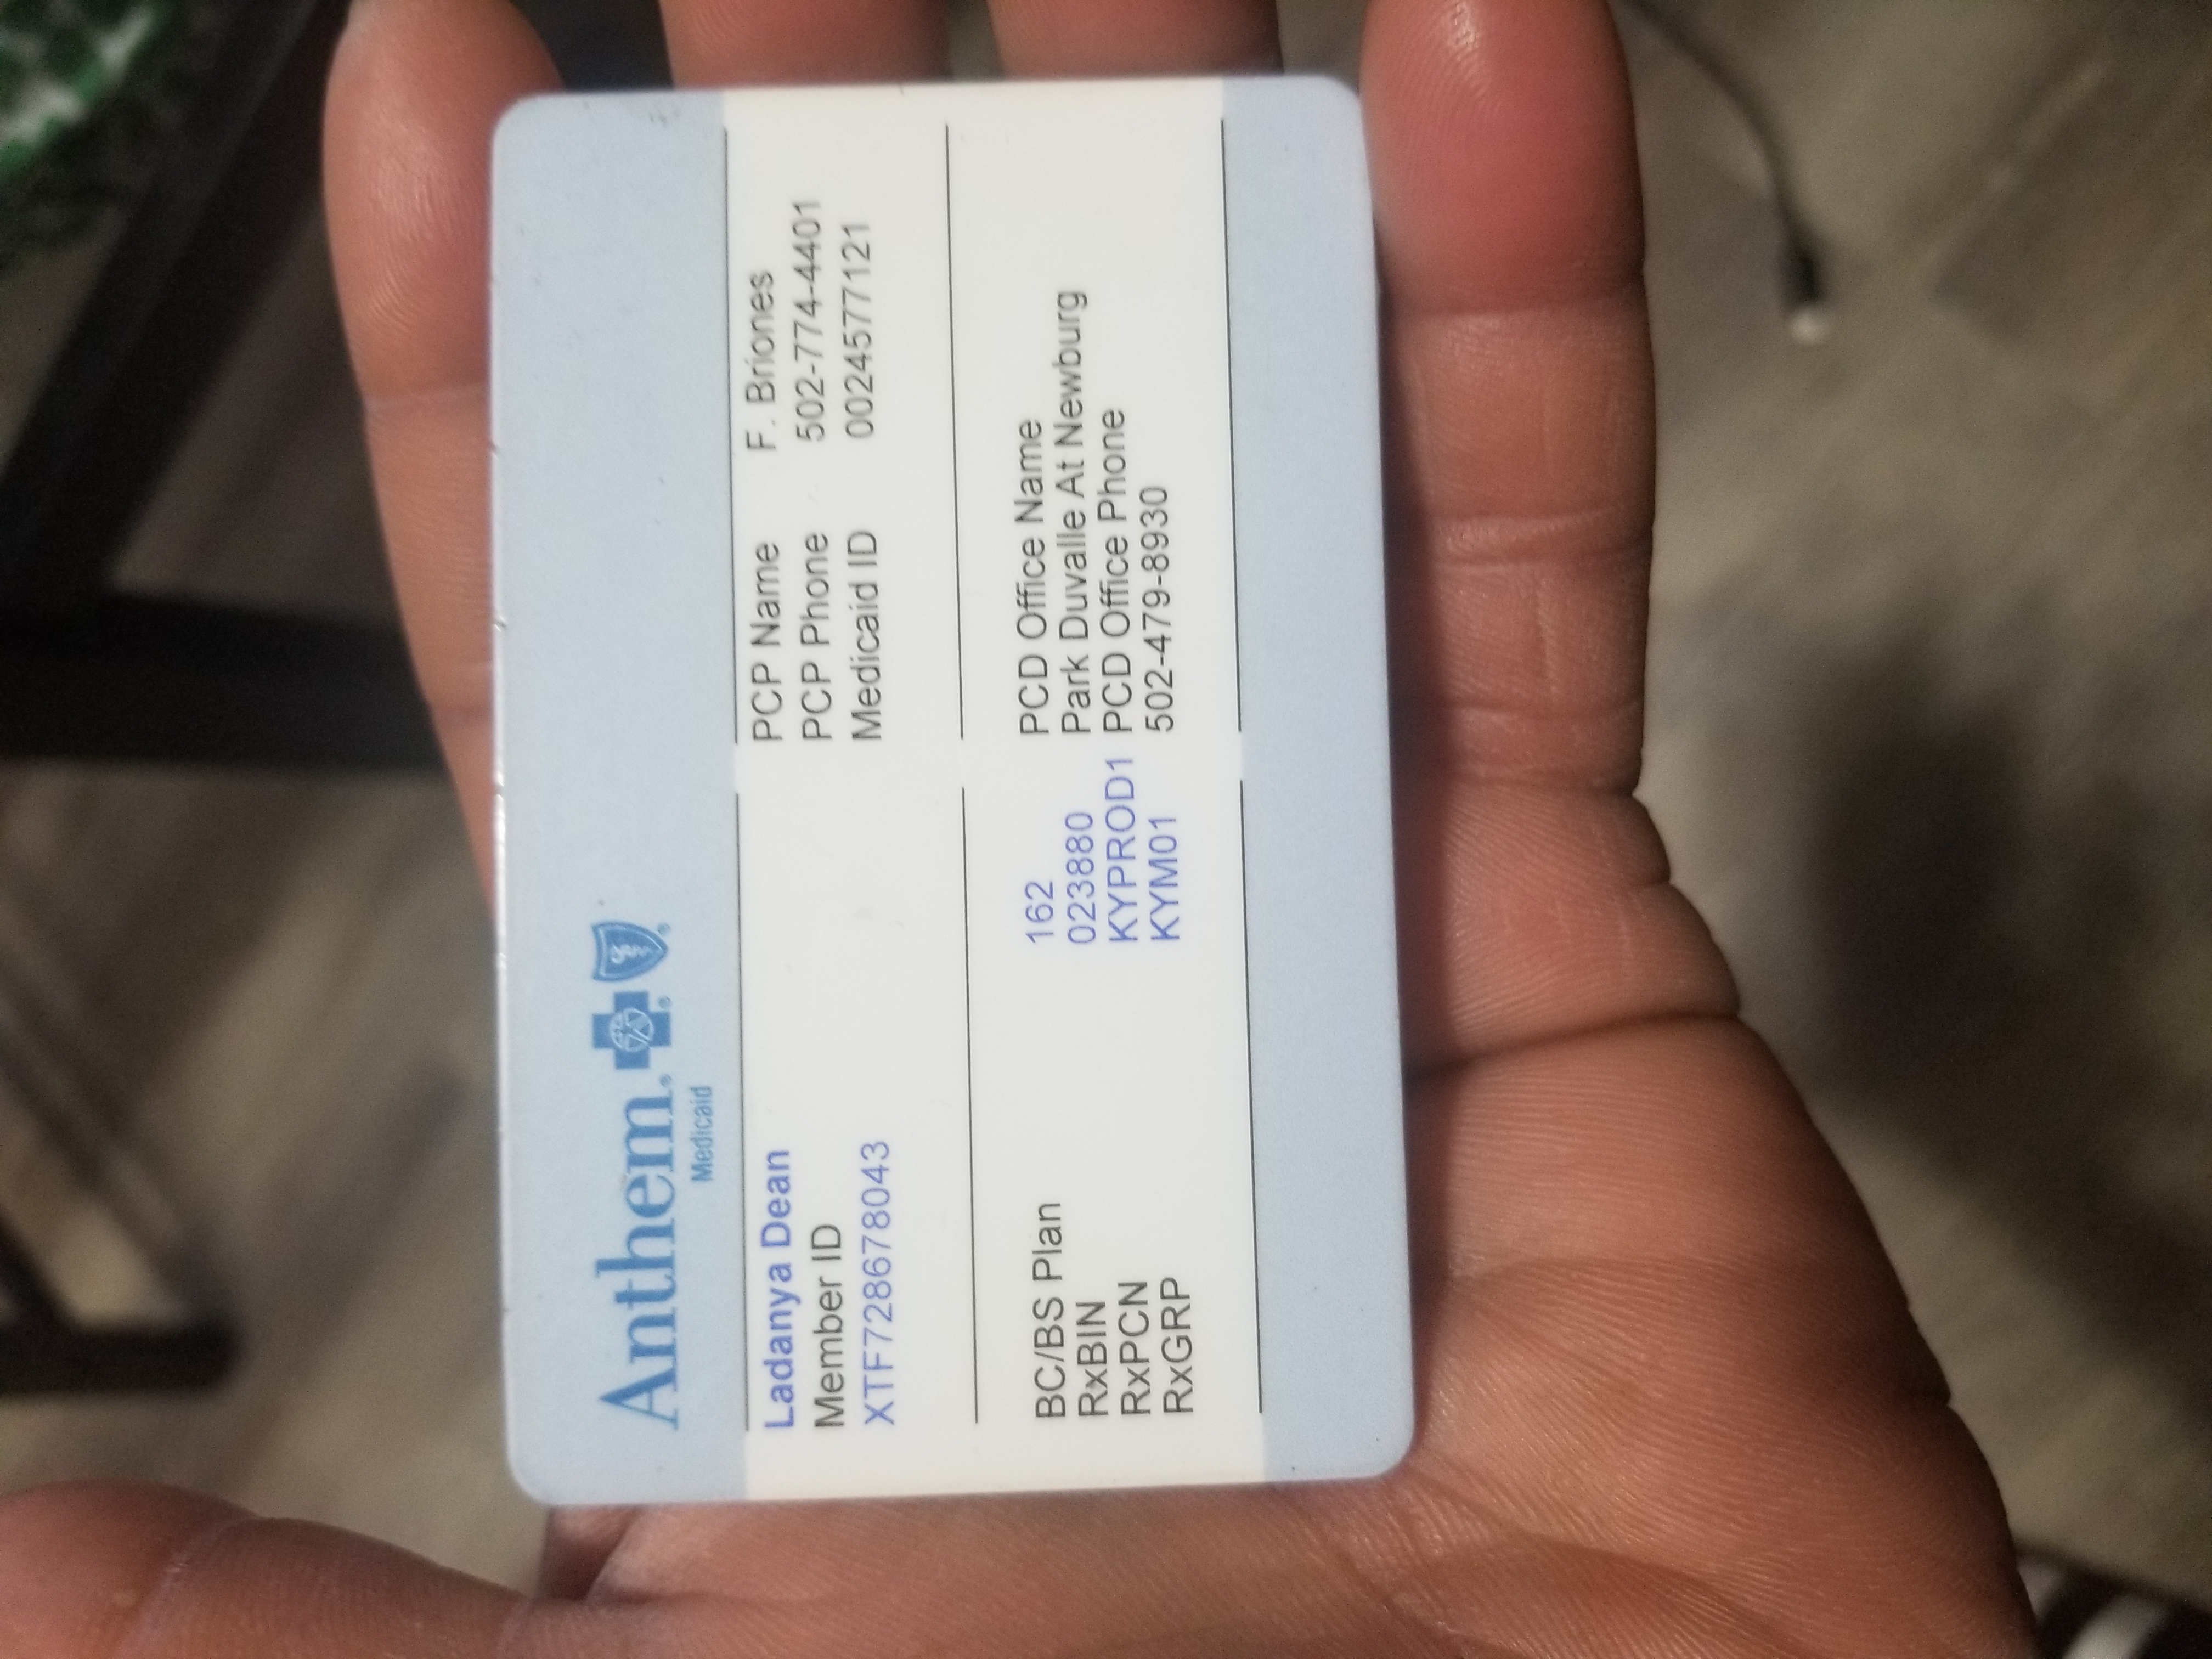 Anthem
Medicaid
Ladanya Dean
Member ID
XTF728678043
PCP Name F. Briones
PCP Phone 502-774-4401
Medicaid ID 0024577121
BC/BS Plan 162
RxBIN 023880
RxPCN KYPROD1
RxGRP KYM01
PCD Office Name
Park Duvalle At Newburg
PCD Office Phone
502-479-8930